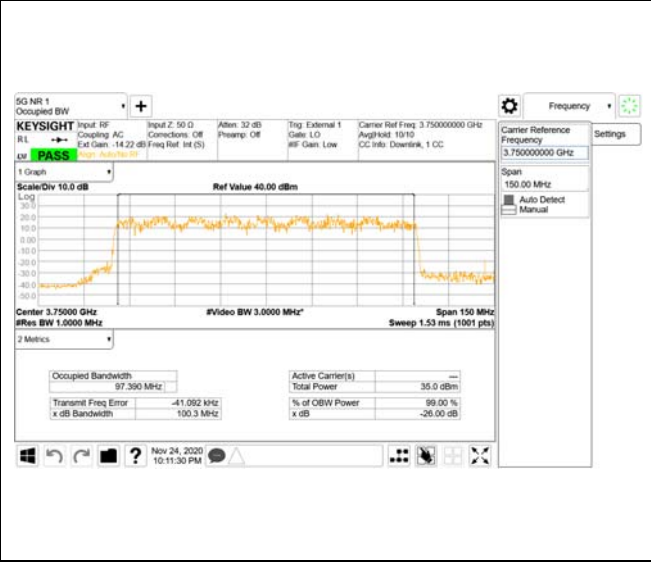 5G NR 1
Occupied BW
Frequency
KEYSIGHT
R L
PASS
Input: RF
Coupling: AC
Ext Gain: -14.22 dB
Align: Auto/No RF
Input Z: 50 Ω
Corrections: Off
Freq Ref: Int (S)
Atten: 32 dB
Preamp: Off
Trig: External 1
Gate: LO
#IF Gain: Low
Carrier Ref Freq: 3.750000000 GHz
Avg|Hold: 10/10
CC Info: Downlink, 1 CC
Carrier Reference
Frequency
3.750000000 GHz
Settings
Span
150.00 MHz
Auto Detect
Manual
1 Graph
Scale/Div 10.0 dB
Ref Value 40.00 dBm
Log
30.0
20.0
10.0
0.00
-10.0
-20.0
-30.0
-40.0
-50.0
Center 3.75000 GHz
#Video BW 3.0000 MHz*
Span 150 MHz
#Res BW 1.0000 MHz
Sweep 1.53 ms (1001 pts)
2 Metrics
Occupied Bandwidth
97.390 MHz
Transmit Freq Error -41.092 kHz
x dB Bandwidth 100.3 MHz
Active Carrier(s) ---
Total Power 35.0 dBm
% of OBW Power 99.00 %
x dB -26.00 dB
?
Nov 24, 2020
10:11:30 PM